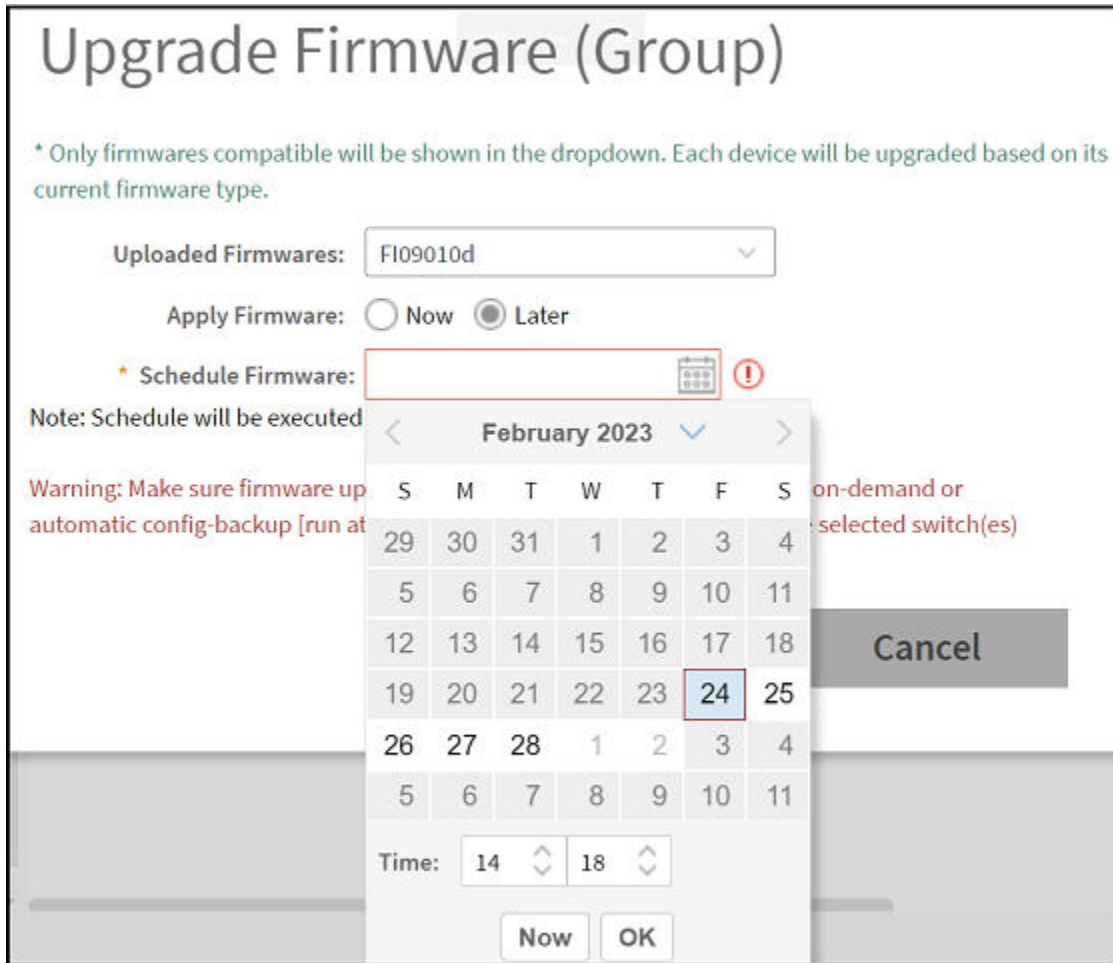 Upgrade Firmware (Group)
* Only firmwares compatible will be shown in the dropdown. Each device will be upgraded based on its
current firmware type.
Uploaded Firmwares: FI09010d
Apply Firmware: Now Later
* Schedule Firmware:
Note: Schedule will be executed
February 2023
Warning: Make sure firmware up on-demand or
automatic config-backup [run at selected switch(es)
S M T W T F S
29 30 31 1 2 3 4
5 6 7 8 9 10 11
12 13 14 15 16 17 18
19 20 21 22 23 24 25
26 27 28 1 2 3 4
5 6 7 8 9 10 11
Cancel
Time: 14 18
Now OK